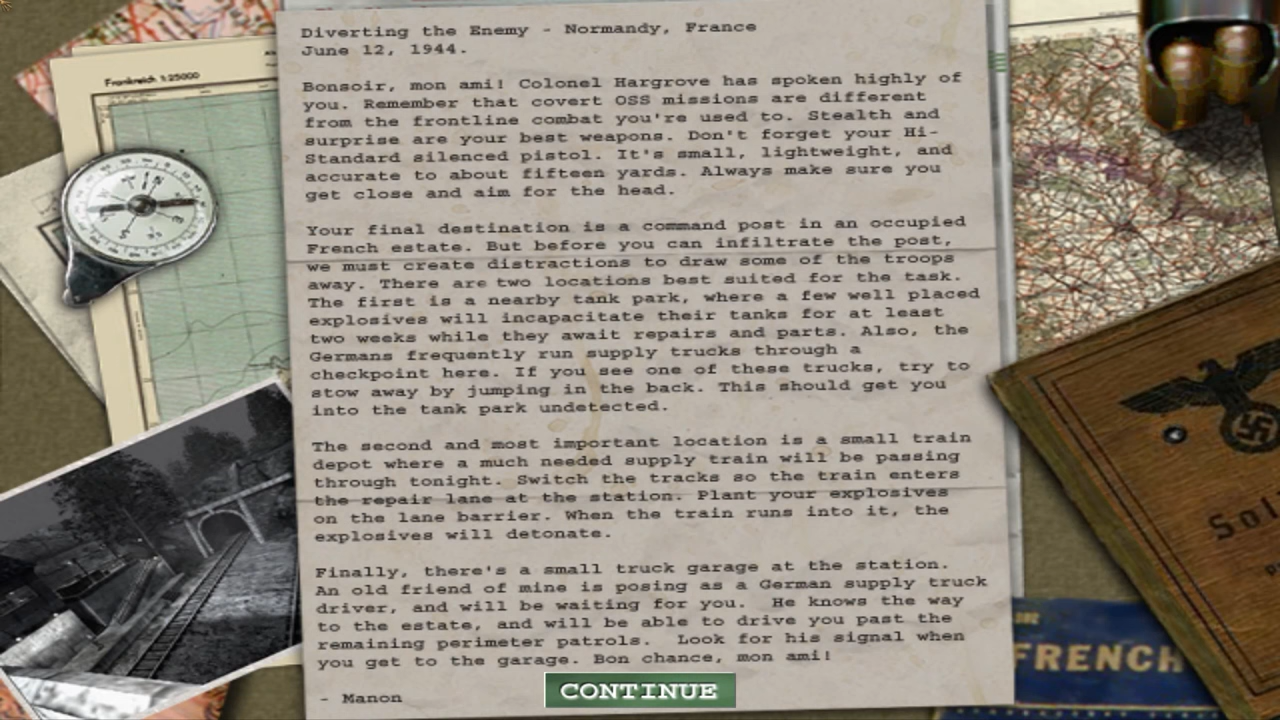 Diverting the Enemy - Normandy, France
June 12, 1944.
Bonsoir, mon ami! Colonel Hargrove has spoken highly of
you. Remember that covert OSS missions are different
from the frontline combat you're used to. Stealth and
surprise are your best weapons. Don't forget your Hi-
Standard silenced pistol. It's small, lightweight, and
accurate to about fifteen yards. Always make sure you
get close and aim for the head.
Your final destination is a command post in an occupied
French estate. But before you can infiltrate the post,
we must create distractions to draw some of the troops
away. There are two locations best suited for the task.
The first is a nearby tank park, where a few well placed
explosives will incapacitate their tanks for at least
two weeks while they await repairs and parts. Also, the
Germans frequently run supply trucks through a
checkpoint here. If you see one of these trucks, try to
stow away by jumping in the back. This should get you
into the tank park undetected.
The second and most important location is a small train
depot where a much needed supply train will be passing
through tonight. Switch the tracks so the train enters
the repair lane at the station. Plant your explosives
on the lane barrier. When the train runs into it, the
explosives will detonate.
Finally, there's a small truck garage at the station.
An old friend of mine is posing as a German supply truck
driver, and will be waiting for you. He knows the way
to the estate, and will be able to drive you past the
remaining perimeter patrols. Look for his signal when
you get to the garage. Bon chance, mon ami!
- Manon
CONTINUE
Frankreich 1:25000
Sol
FRENCH